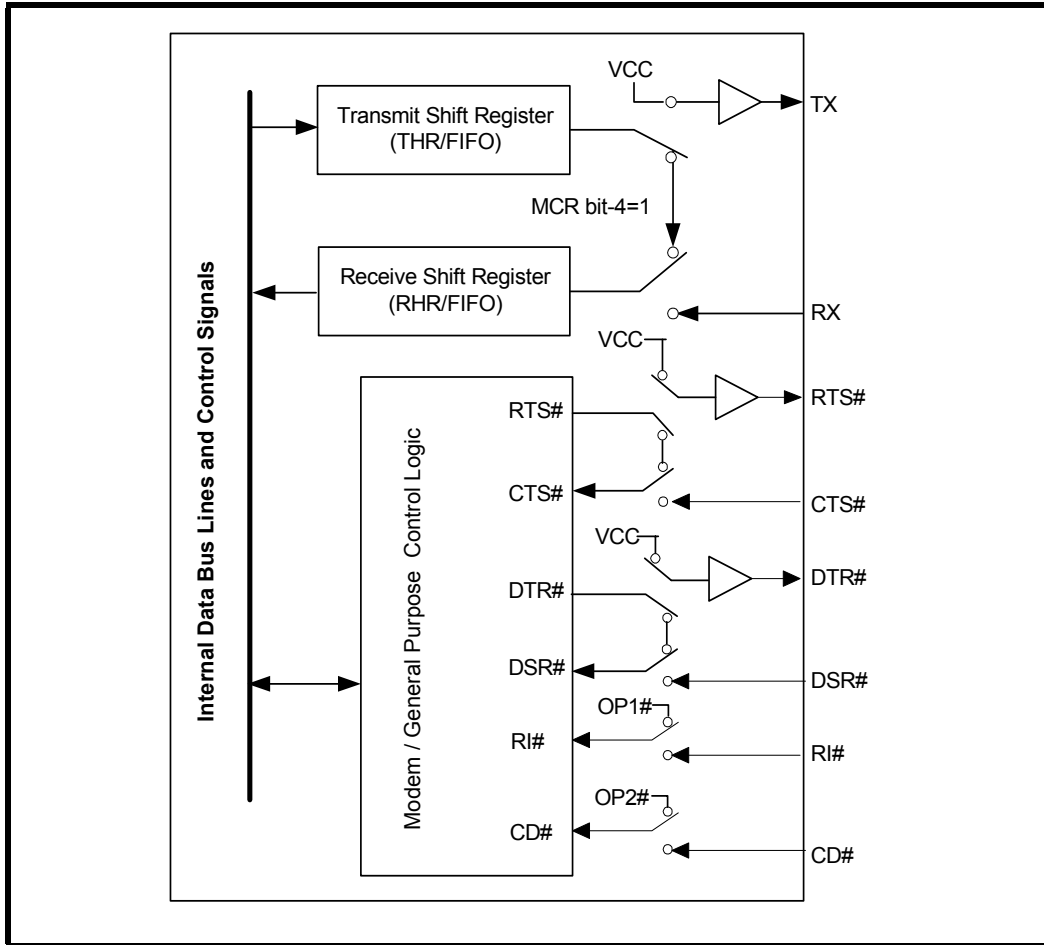 VCC
TX
Transmit Shift Register
(THR/FIFO)
MCR bit-4=1
Receive Shift Register
(RHR/FIFO)
RX
VCC
RTS#
RTS#
CTS#
CTS#
VCC
DTR#
DTR#
DSR#
DSR#
OP1#
RI#
RI#
OP2#
CD#
CD#
Internal Data Bus Lines and Control Signals
Modem / General Purpose Control Logic